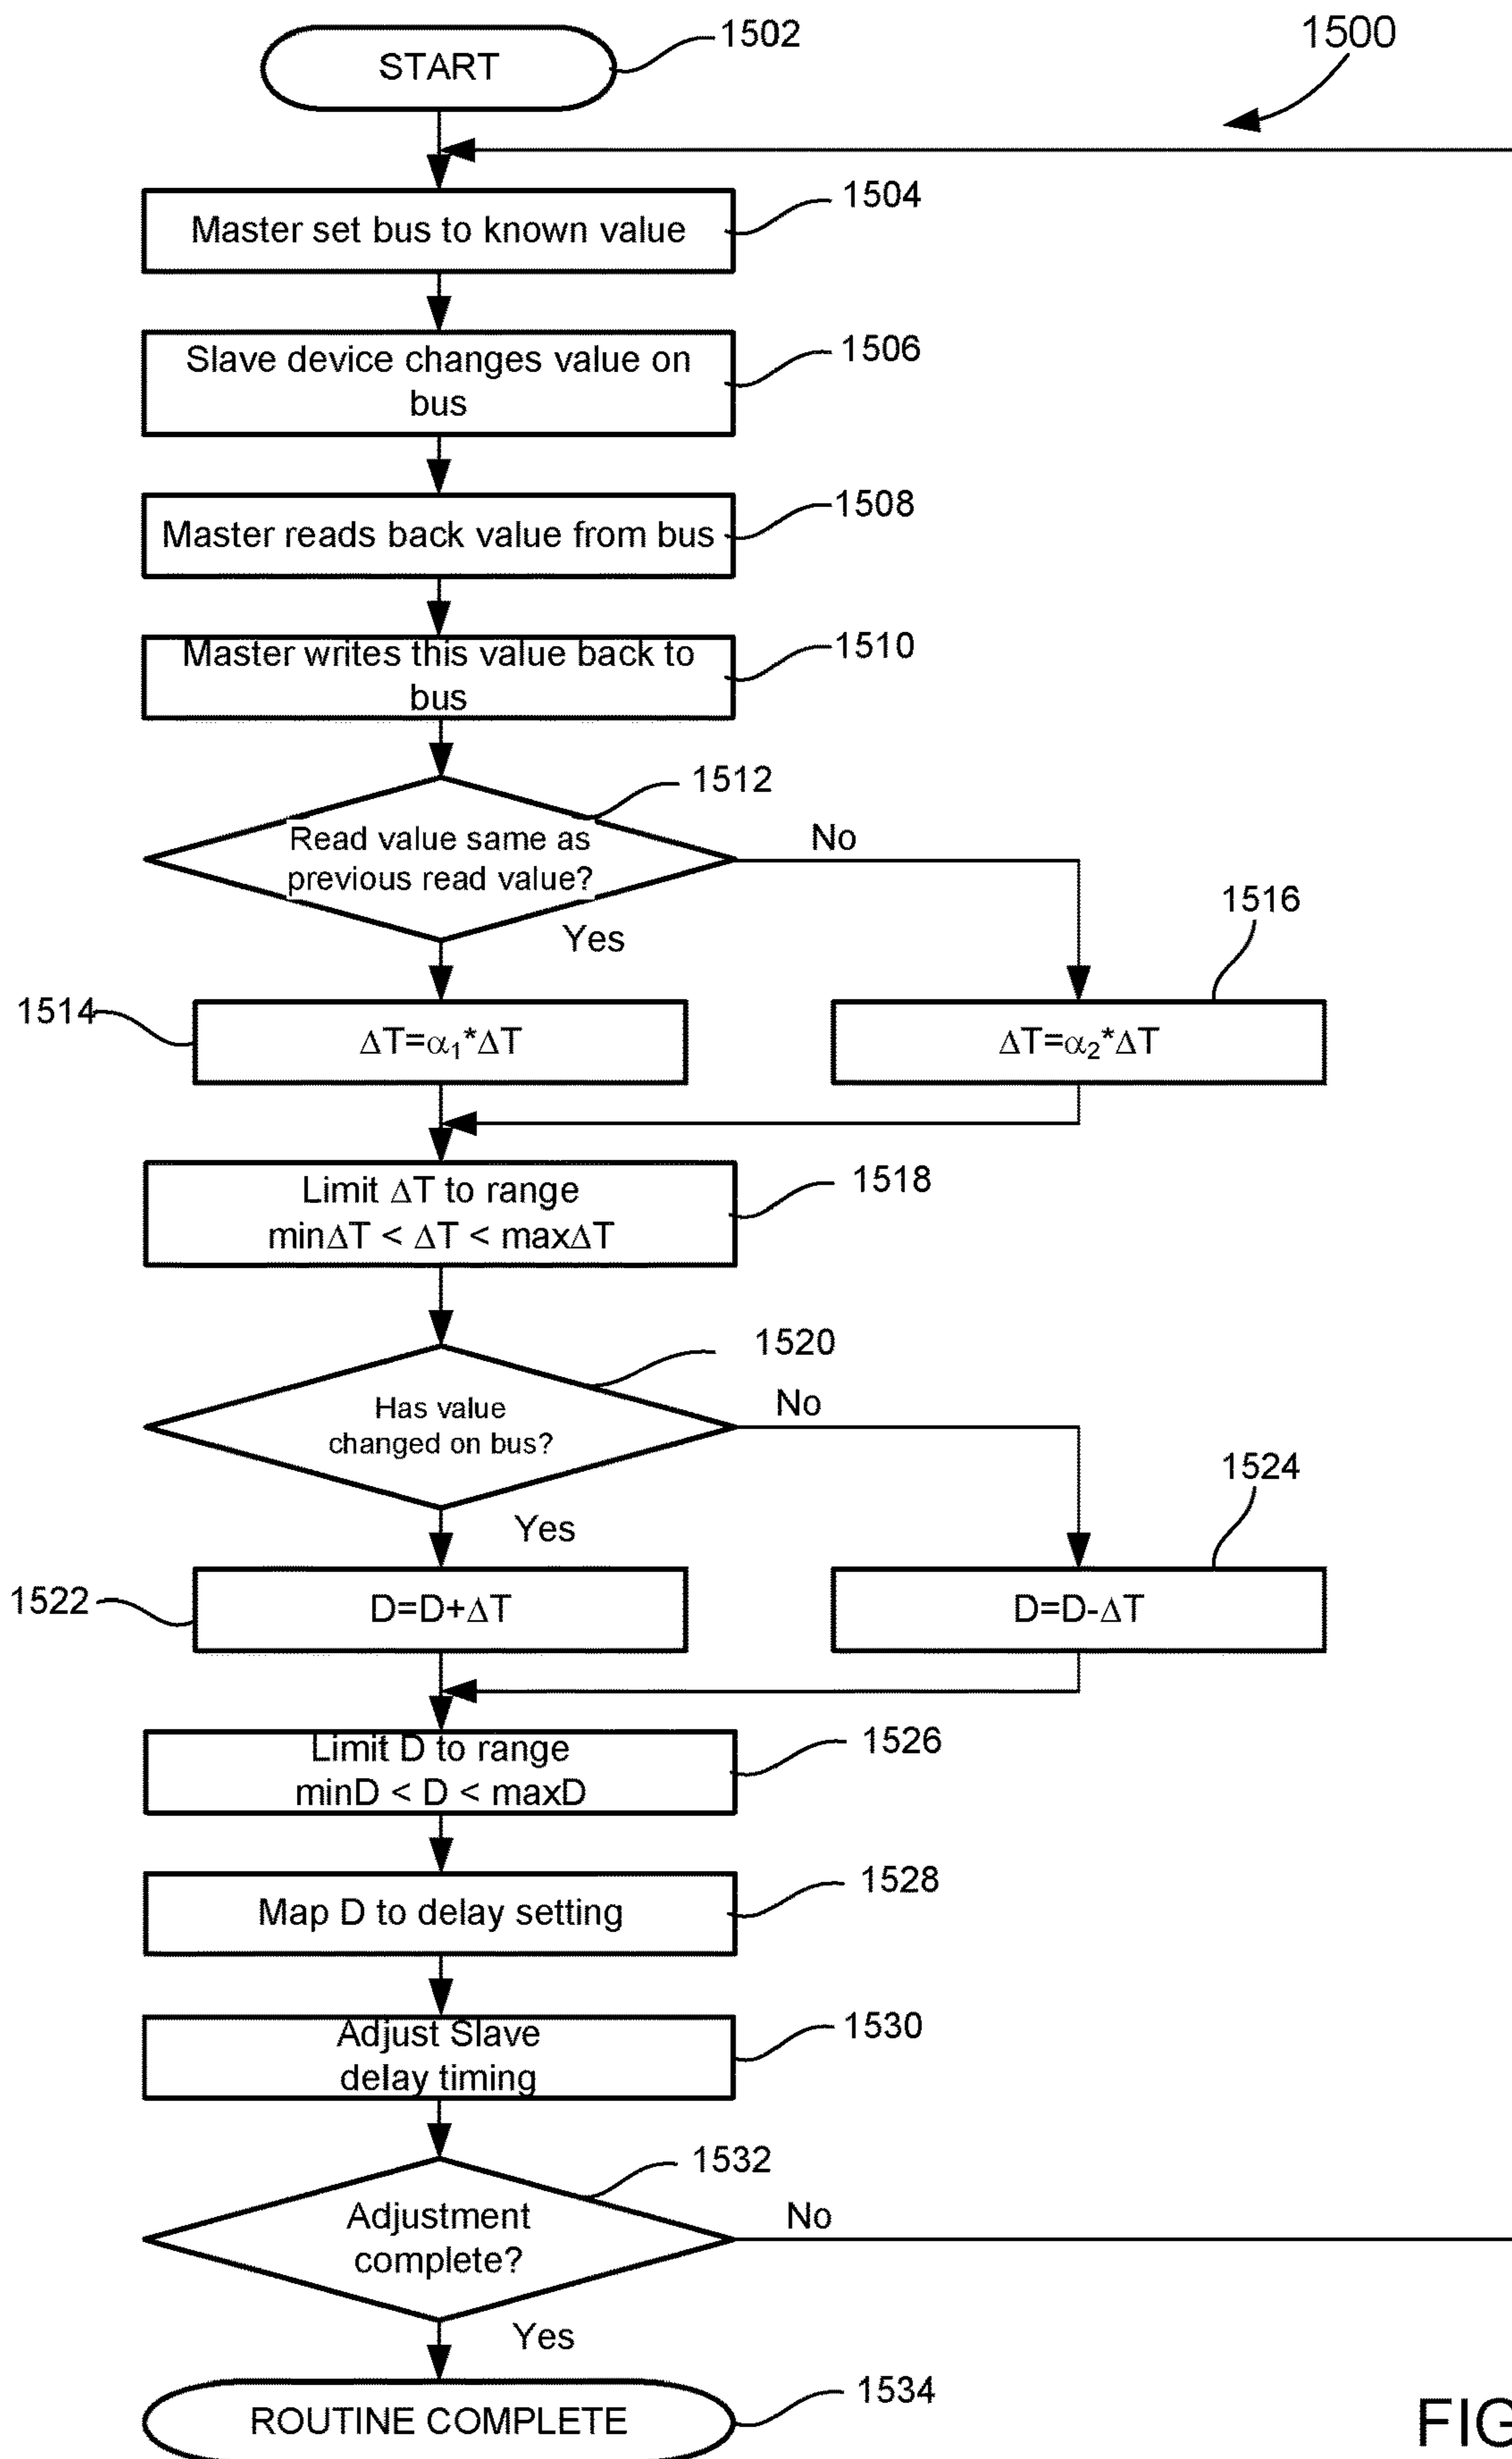 START
1502
1500
Master set bus to known value
1504
Slave device changes value on
bus
1506
Master reads back value from bus
1508
Master writes this value back to
bus
1510
1512
Read value same as
previous read value?
No
Yes
1516
1514
ΔT=α₁*ΔT
ΔT=α₂*ΔT
Limit ΔT to range
minΔT < ΔT < maxΔT
1518
1520
Has value
changed on bus?
No
Yes
1524
1522
D=D+ΔT
D=D-ΔT
Limit D to range
minD < D < maxD
1526
Map D to delay setting
1528
Adjust Slave
delay timing
1530
1532
Adjustment
complete?
No
Yes
ROUTINE COMPLETE
1534
FIG